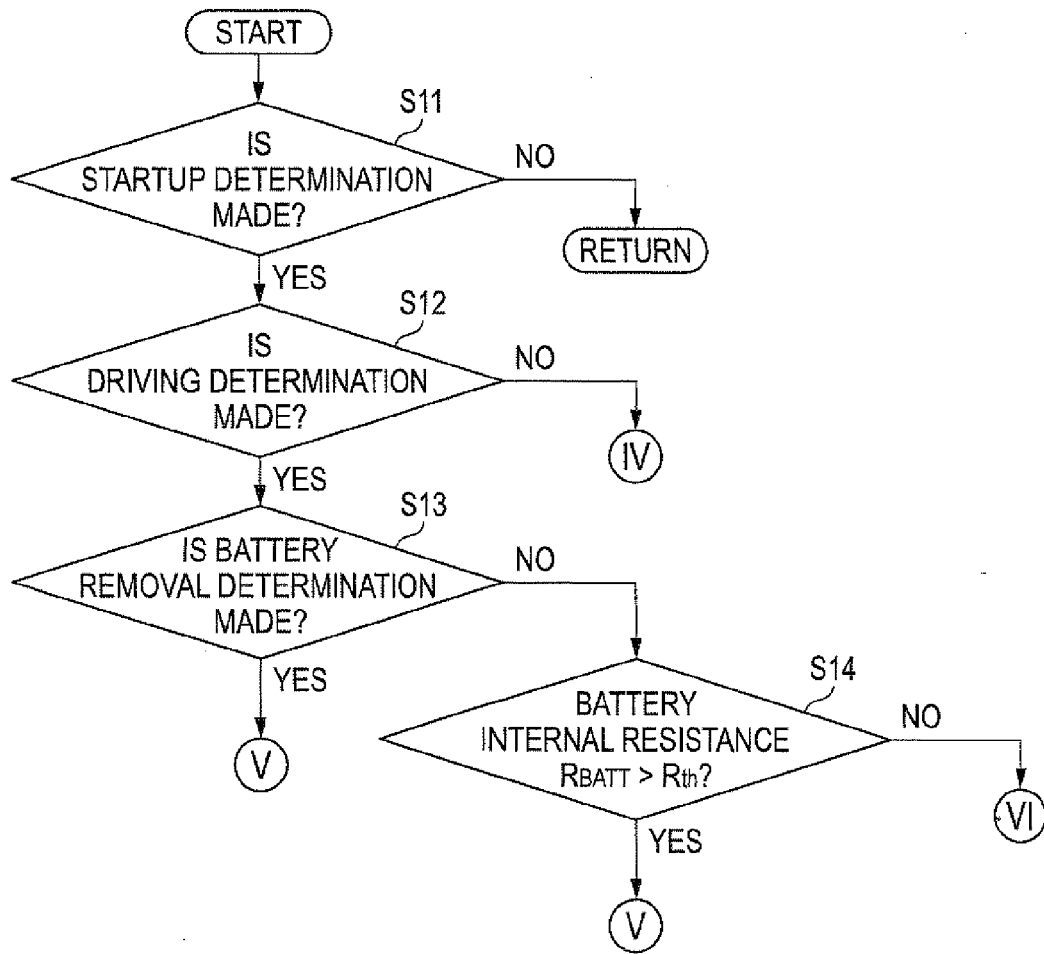 START
S11
IS
STARTUP DETERMINATION
MADE?
NO
RETURN
YES
S12
IS
DRIVING DETERMINATION
MADE?
NO
IV
YES
S13
IS BATTERY
REMOVAL DETERMINATION
MADE?
NO
YES
V
S14
BATTERY
INTERNAL RESISTANCE
RBATT > Rth?
NO
VI
YES
V